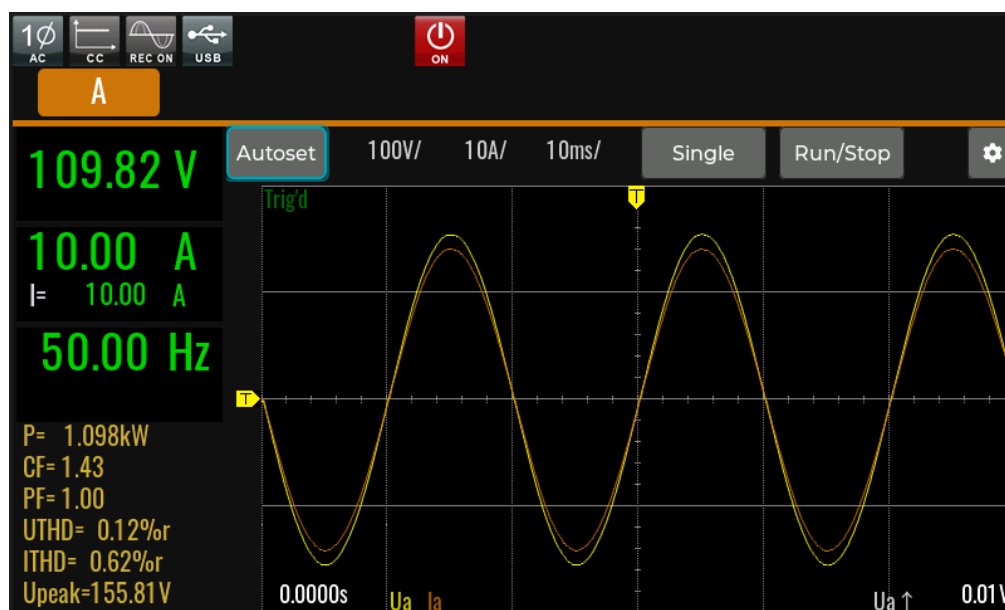 1Ø
AC
CC
REC ON
USB
ON
A
109.82 V
10.00 A
I= 10.00 A
50.00 Hz
P= 1.098kW
CF= 1.43
PF= 1.00
UTHD= 0.12%r
ITHD= 0.62%r
Upeak=155.81V
Autoset 100V/ 10A/ 10ms/ Single Run/Stop
Trig'd
T
T
0.0000s Ua Ia Ua↑ 0.01V